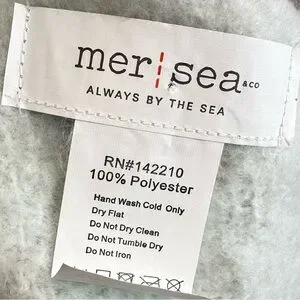 mer sea & co
ALWAYS BY THE SEA
RN#142210
100% Polyester
Hand Wash Cold Only
Dry Flat
Do Not Dry Clean
Do Not Tumble Dry
Do Not Iron